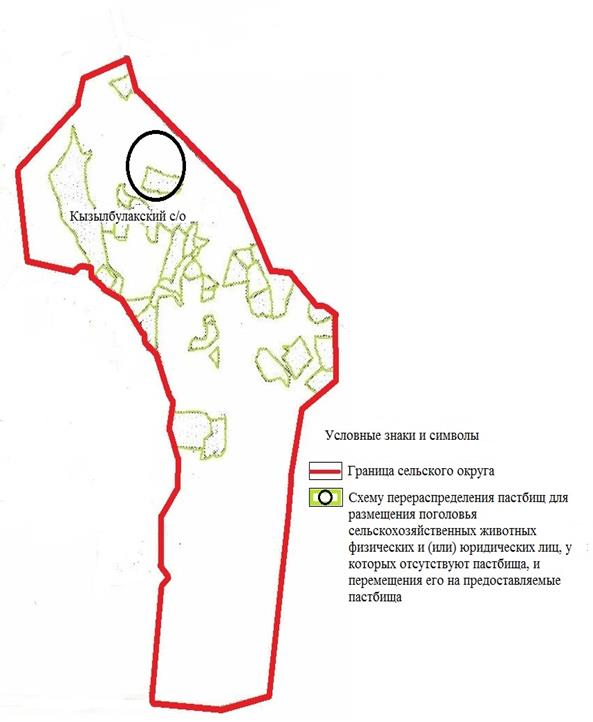 Кызылбулакский с/о
Условные знаки и символы
Граница сельского округа
Схему перераспределения пастбищ для
размещения поголовья
сельскохозяйственных животных
физических и (или) юридических лиц, у
которых отсутствуют пастбища, и
перемещения его на предоставляемые
пастбища